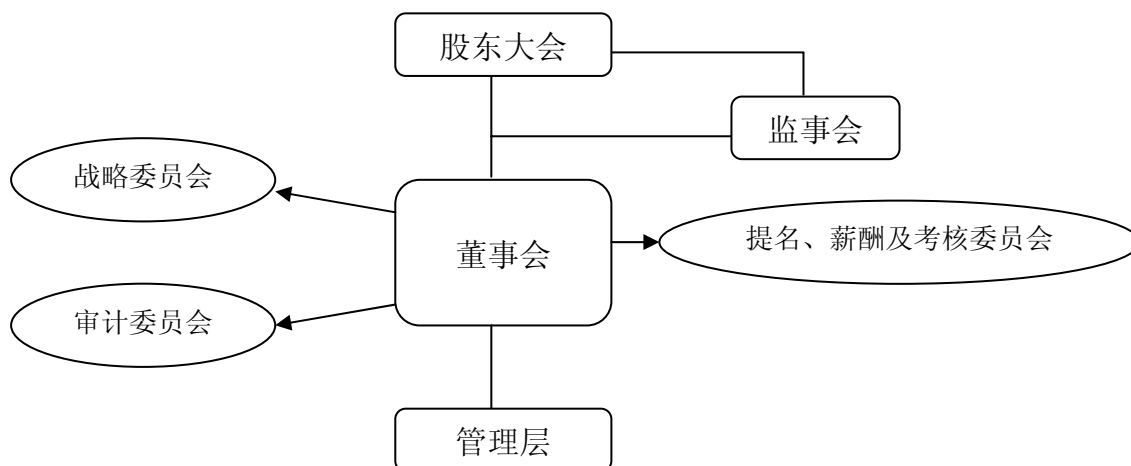 股东大会
监事会
战略委员会
董事会
提名、薪酬及考核委员会
审计委员会
管理层